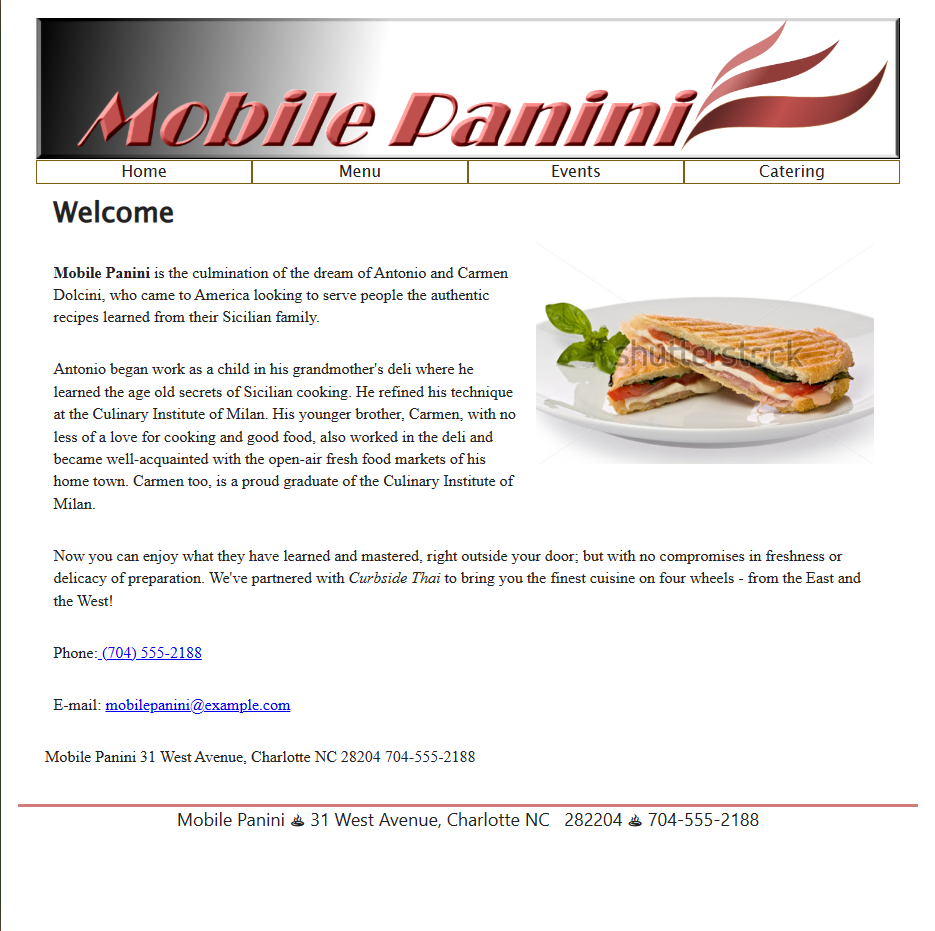 Mobile Panini
Home Menu Events Catering
Welcome
Mobile Panini is the culmination of the dream of Antonio and Carmen
Dolcini, who came to America looking to serve people the authentic
recipes learned from their Sicilian family.
shutterstock
Antonio began work as a child in his grandmother's deli where he
learned the age old secrets of Sicilian cooking. He refined his technique
at the Culinary Institute of Milan. His younger brother, Carmen, with no
less of a love for cooking and good food, also worked in the deli and
became well-acquainted with the open-air fresh food markets of his
home town. Carmen too, is a proud graduate of the Culinary Institute of
Milan.
Now you can enjoy what they have learned and mastered, right outside your door; but with no compromises in freshness or
delicacy of preparation. We've partnered with Curbside Thai to bring you the finest cuisine on four wheels - from the East and
the West!
Phone: (704) 555-2188
E-mail: mobilepanini@example.com
Mobile Panini 31 West Avenue, Charlotte NC 28204 704-555-2188
Mobile Panini ♨ 31 West Avenue, Charlotte NC 282204 ♨ 704-555-2188